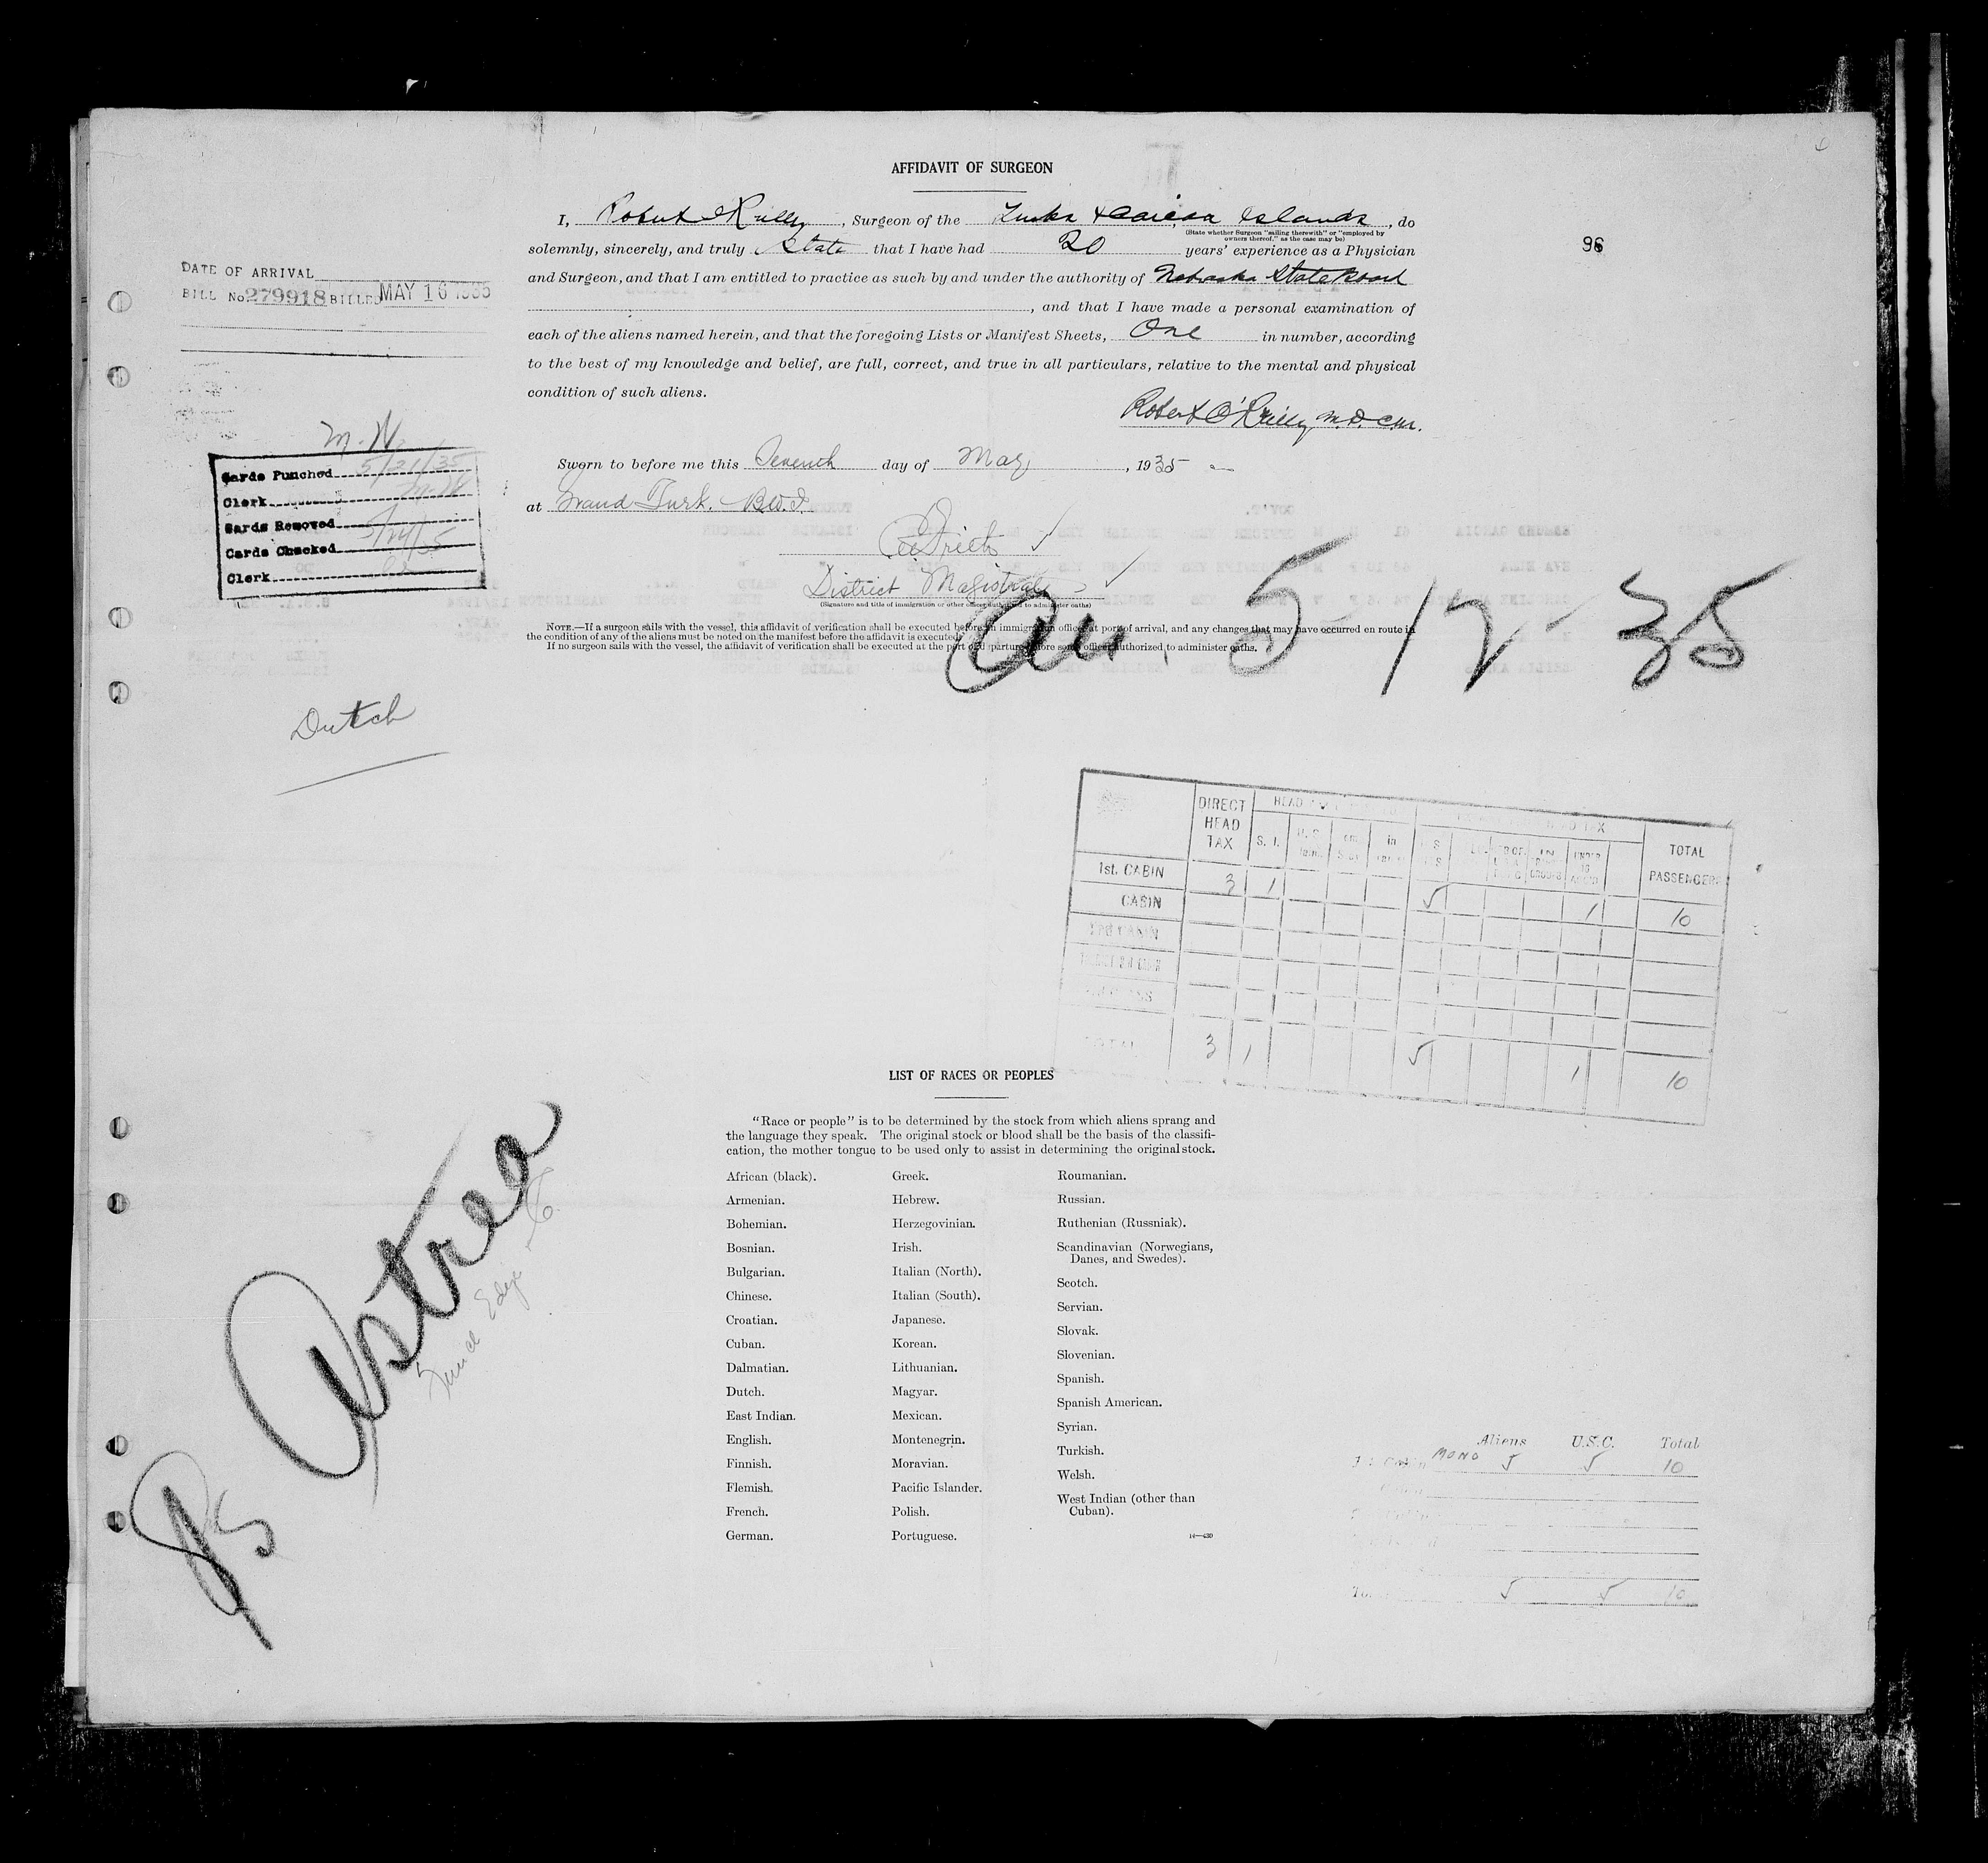 AFFIDAVIT OF SURGEON
I, Robert O'Reilly, Surgeon of the Turks & Caicos Islands, do
(State whether Surgeon "sailing therewith" or "employed by owners thereof," as the case may be)
solemnly, sincerely, and truly State that I have had 20 years' experience as a Physician
and Surgeon, and that I am entitled to practice as such by and under the authority of Nebraska State Board
, and that I have made a personal examination of
each of the aliens named herein, and that the foregoing Lists or Manifest Sheets, One in number, according
to the best of my knowledge and belief, are full, correct, and true in all particulars, relative to the mental and physical
condition of such aliens.
Robert O'Reilly M.D. C.M.
Sworn to before me this Seventh day of May, 1935
at Grand Turk. B.W.I.
District Magistrate
(Signature and title of immigration or other officer authorized to administer oaths)
NOTE.—If a surgeon sails with the vessel, this affidavit of verification shall be executed before an immigration officer at port of arrival, and any changes that may have occurred en route in
the condition of any of the aliens must be noted on the manifest before the affidavit is executed.
If no surgeon sails with the vessel, the affidavit of verification shall be executed at the port of departure before some officer authorized to administer oaths.
96
DATE OF ARRIVAL
BILL No. 279918 BILLED MAY 16 1935
M.W.
Cards Punched 5/21/35
Clerk M.W.
Cards Removed
Cards Checked 5/24/35
Clerk
Arr. 5-12-35
Dutch
DIRECT HEAD TAX
HEAD
S. I.
TAX
UNDER 16
TOTAL PASSENGERS
1st. CABIN 3 1 5 1 10
CABIN
TOTAL 3 1 5 1 10
LIST OF RACES OR PEOPLES
"Race or people" is to be determined by the stock from which aliens sprang and
the language they speak. The original stock or blood shall be the basis of the classifi-
cation, the mother tongue to be used only to assist in determining the original stock.
African (black).
Armenian.
Bohemian.
Bosnian.
Bulgarian.
Chinese.
Croatian.
Cuban.
Dalmatian.
Dutch.
East Indian.
English.
Finnish.
Flemish.
French.
German.
Greek.
Hebrew.
Herzegovinian.
Irish.
Italian (North).
Italian (South).
Japanese.
Korean.
Lithuanian.
Magyar.
Mexican.
Montenegrin.
Moravian.
Pacific Islander.
Polish.
Portuguese.
Roumanian.
Russian.
Ruthenian (Russniak).
Scandinavian (Norwegians,
Danes, and Swedes).
Scotch.
Servian.
Slovak.
Slovenian.
Spanish.
Spanish American.
Syrian.
Turkish.
Welsh.
West Indian (other than
Cuban).
14—430
SS Astrea
Aliens U.S.C. Total
Cabin MONO 5 5 10
5 5 10